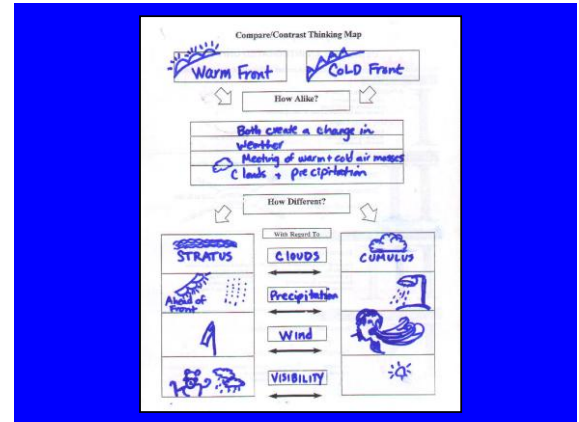 Compare/Contrast Thinking Map
Warm Front
COLD Front
How Alike?
Both create a change in
weather
Meeting of warm + cold air masses
Clouds + precipitation
How Different?
With Regard To
STRATUS
CLOUDS
CUMULUS
Ahead of
Front
Precipitation
Wind
VISIBILITY